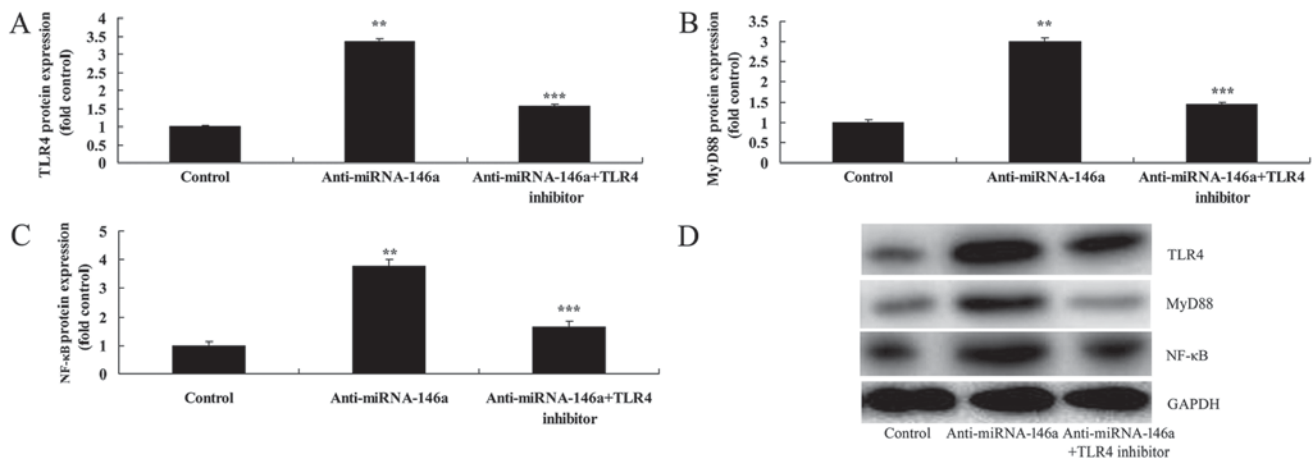 A
TLR4 protein expression
(fold control)
4
3.5
3
2.5
2
1.5
1
0.5
0
**
***
Control
Anti-miRNA-146a
Anti-miRNA-146a+TLR4
inhibitor
B
MyD88 protein expression
(fold control)
3.5
3
2.5
2
1.5
1
0.5
0
**
***
Control
Anti-miRNA-146a
Anti-miRNA-146a+TLR4
inhibitor
C
NF-κB protein expression
(fold control)
5
4
3
2
1
0
**
***
Control
Anti-miRNA-146a
Anti-miRNA-146a+TLR4
inhibitor
D
TLR4
MyD88
NF-κB
GAPDH
Control
Anti-miRNA-146a
Anti-miRNA-146a
+TLR4 inhibitor